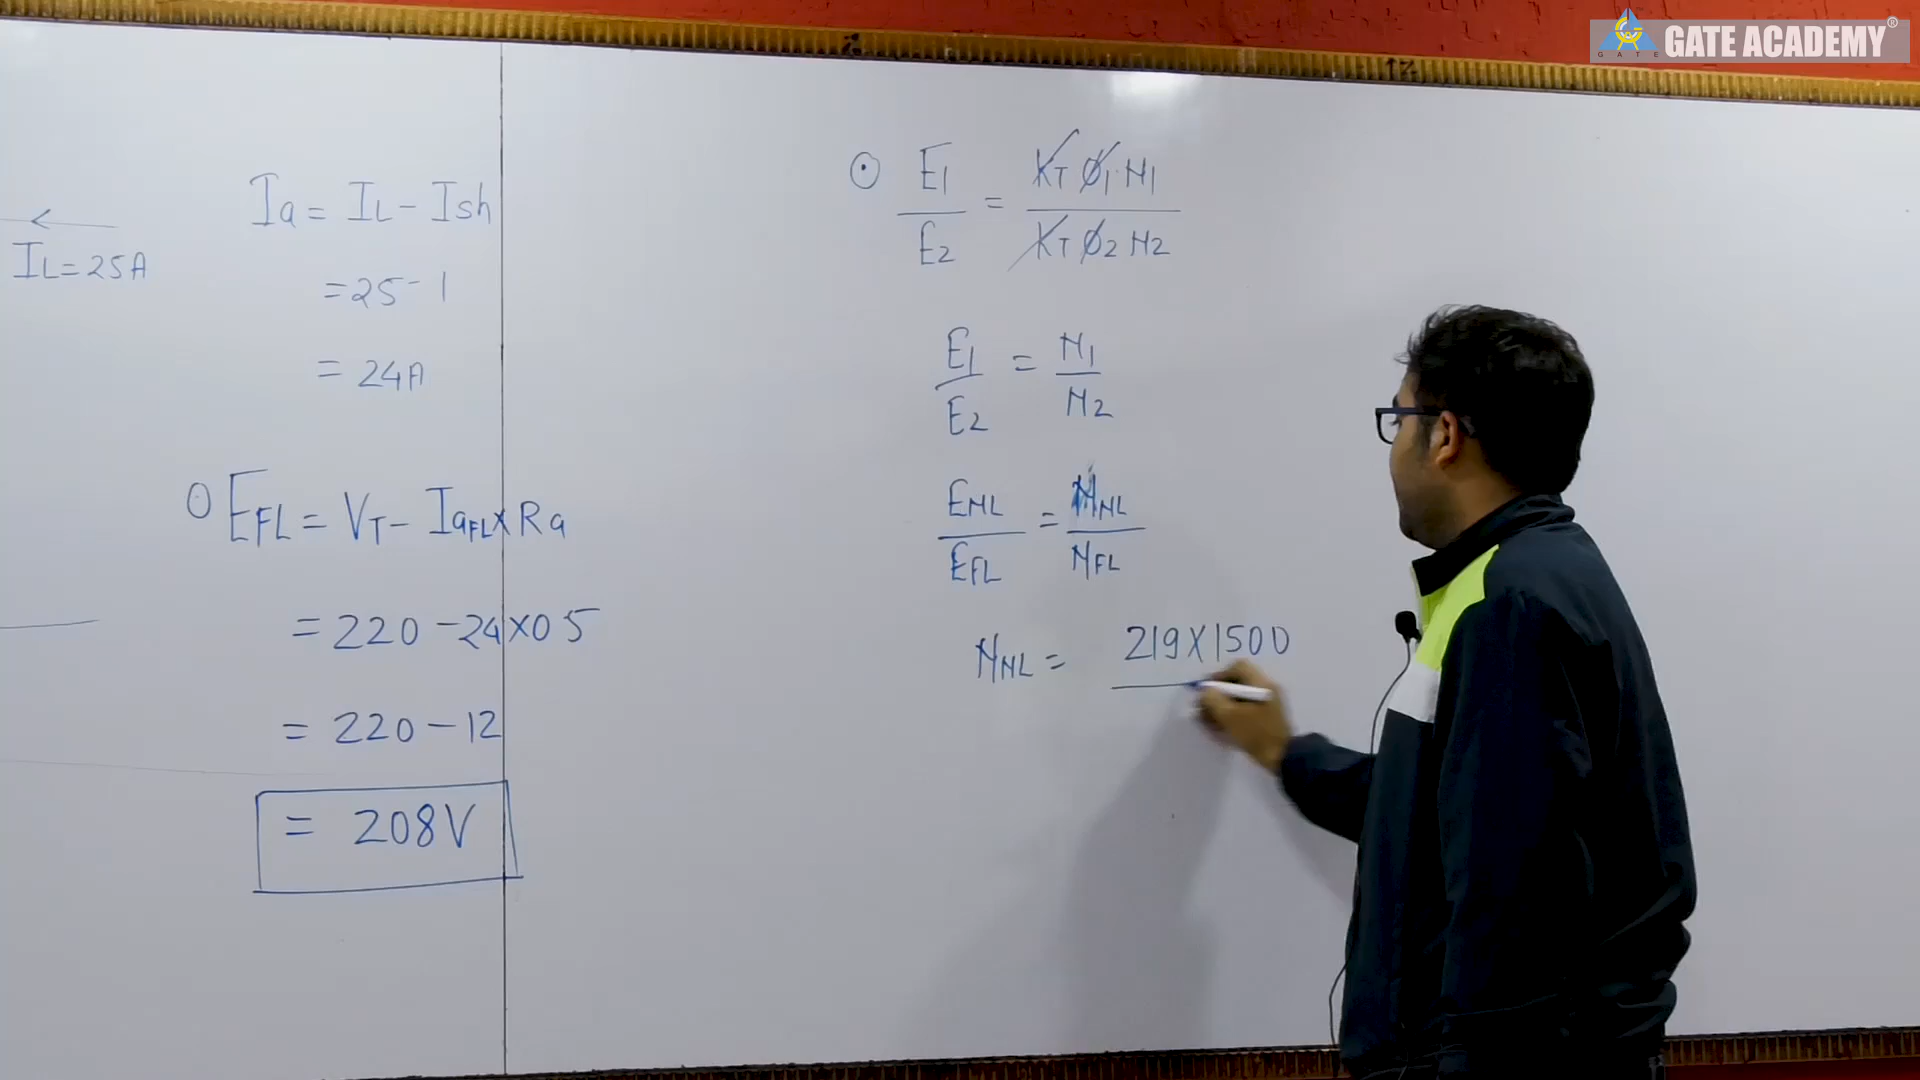 GATE ACADEMY®
GATE
Ia = IL - Ish
IL = 25A
= 25 - 1
= 24A
EFL = VT - IaFL x Ra
= 220 - 24 x 0 5
= 220 - 12
= 208V
E1/E2 = KT Ø1 N1 / KT Ø2 N2
E1/E2 = N1/N2
ENL/EFL = NNL/NFL
NNL = 219 x 1500